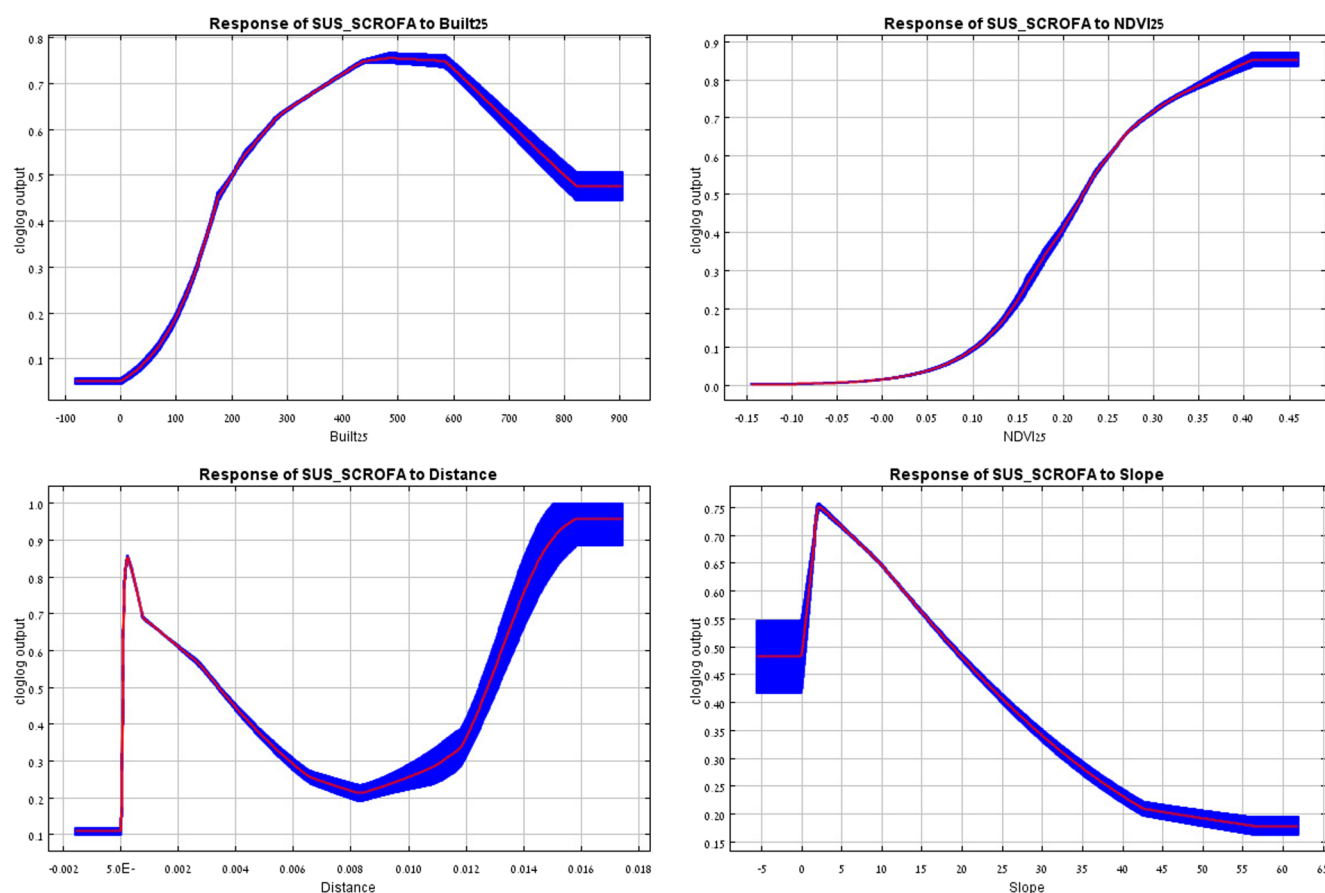 Response of SUS_SCROFA to Built25
cloglog output
0.8
0.7
0.6
0.5
0.4
0.3
0.2
0.1
-100 0 100 200 300 400 500 600 700 800 900
Built25
Response of SUS_SCROFA to NDVI25
cloglog output
0.9
0.8
0.7
0.6
0.5
0.4
0.3
0.2
0.1
0.0
-0.15 -0.10 -0.05 -0.00 0.05 0.10 0.15 0.20 0.25 0.30 0.35 0.40 0.45
NDVI25
Response of SUS_SCROFA to Distance
cloglog output
1.0
0.9
0.8
0.7
0.6
0.5
0.4
0.3
0.2
0.1
-0.002 5.0E- 0.002 0.004 0.006 0.008 0.010 0.012 0.014 0.016 0.018
Distance
Response of SUS_SCROFA to Slope
cloglog output
0.75
0.70
0.65
0.60
0.55
0.50
0.45
0.40
0.35
0.30
0.25
0.20
0.15
-5 0 5 10 15 20 25 30 35 40 45 50 55 60 65
Slope